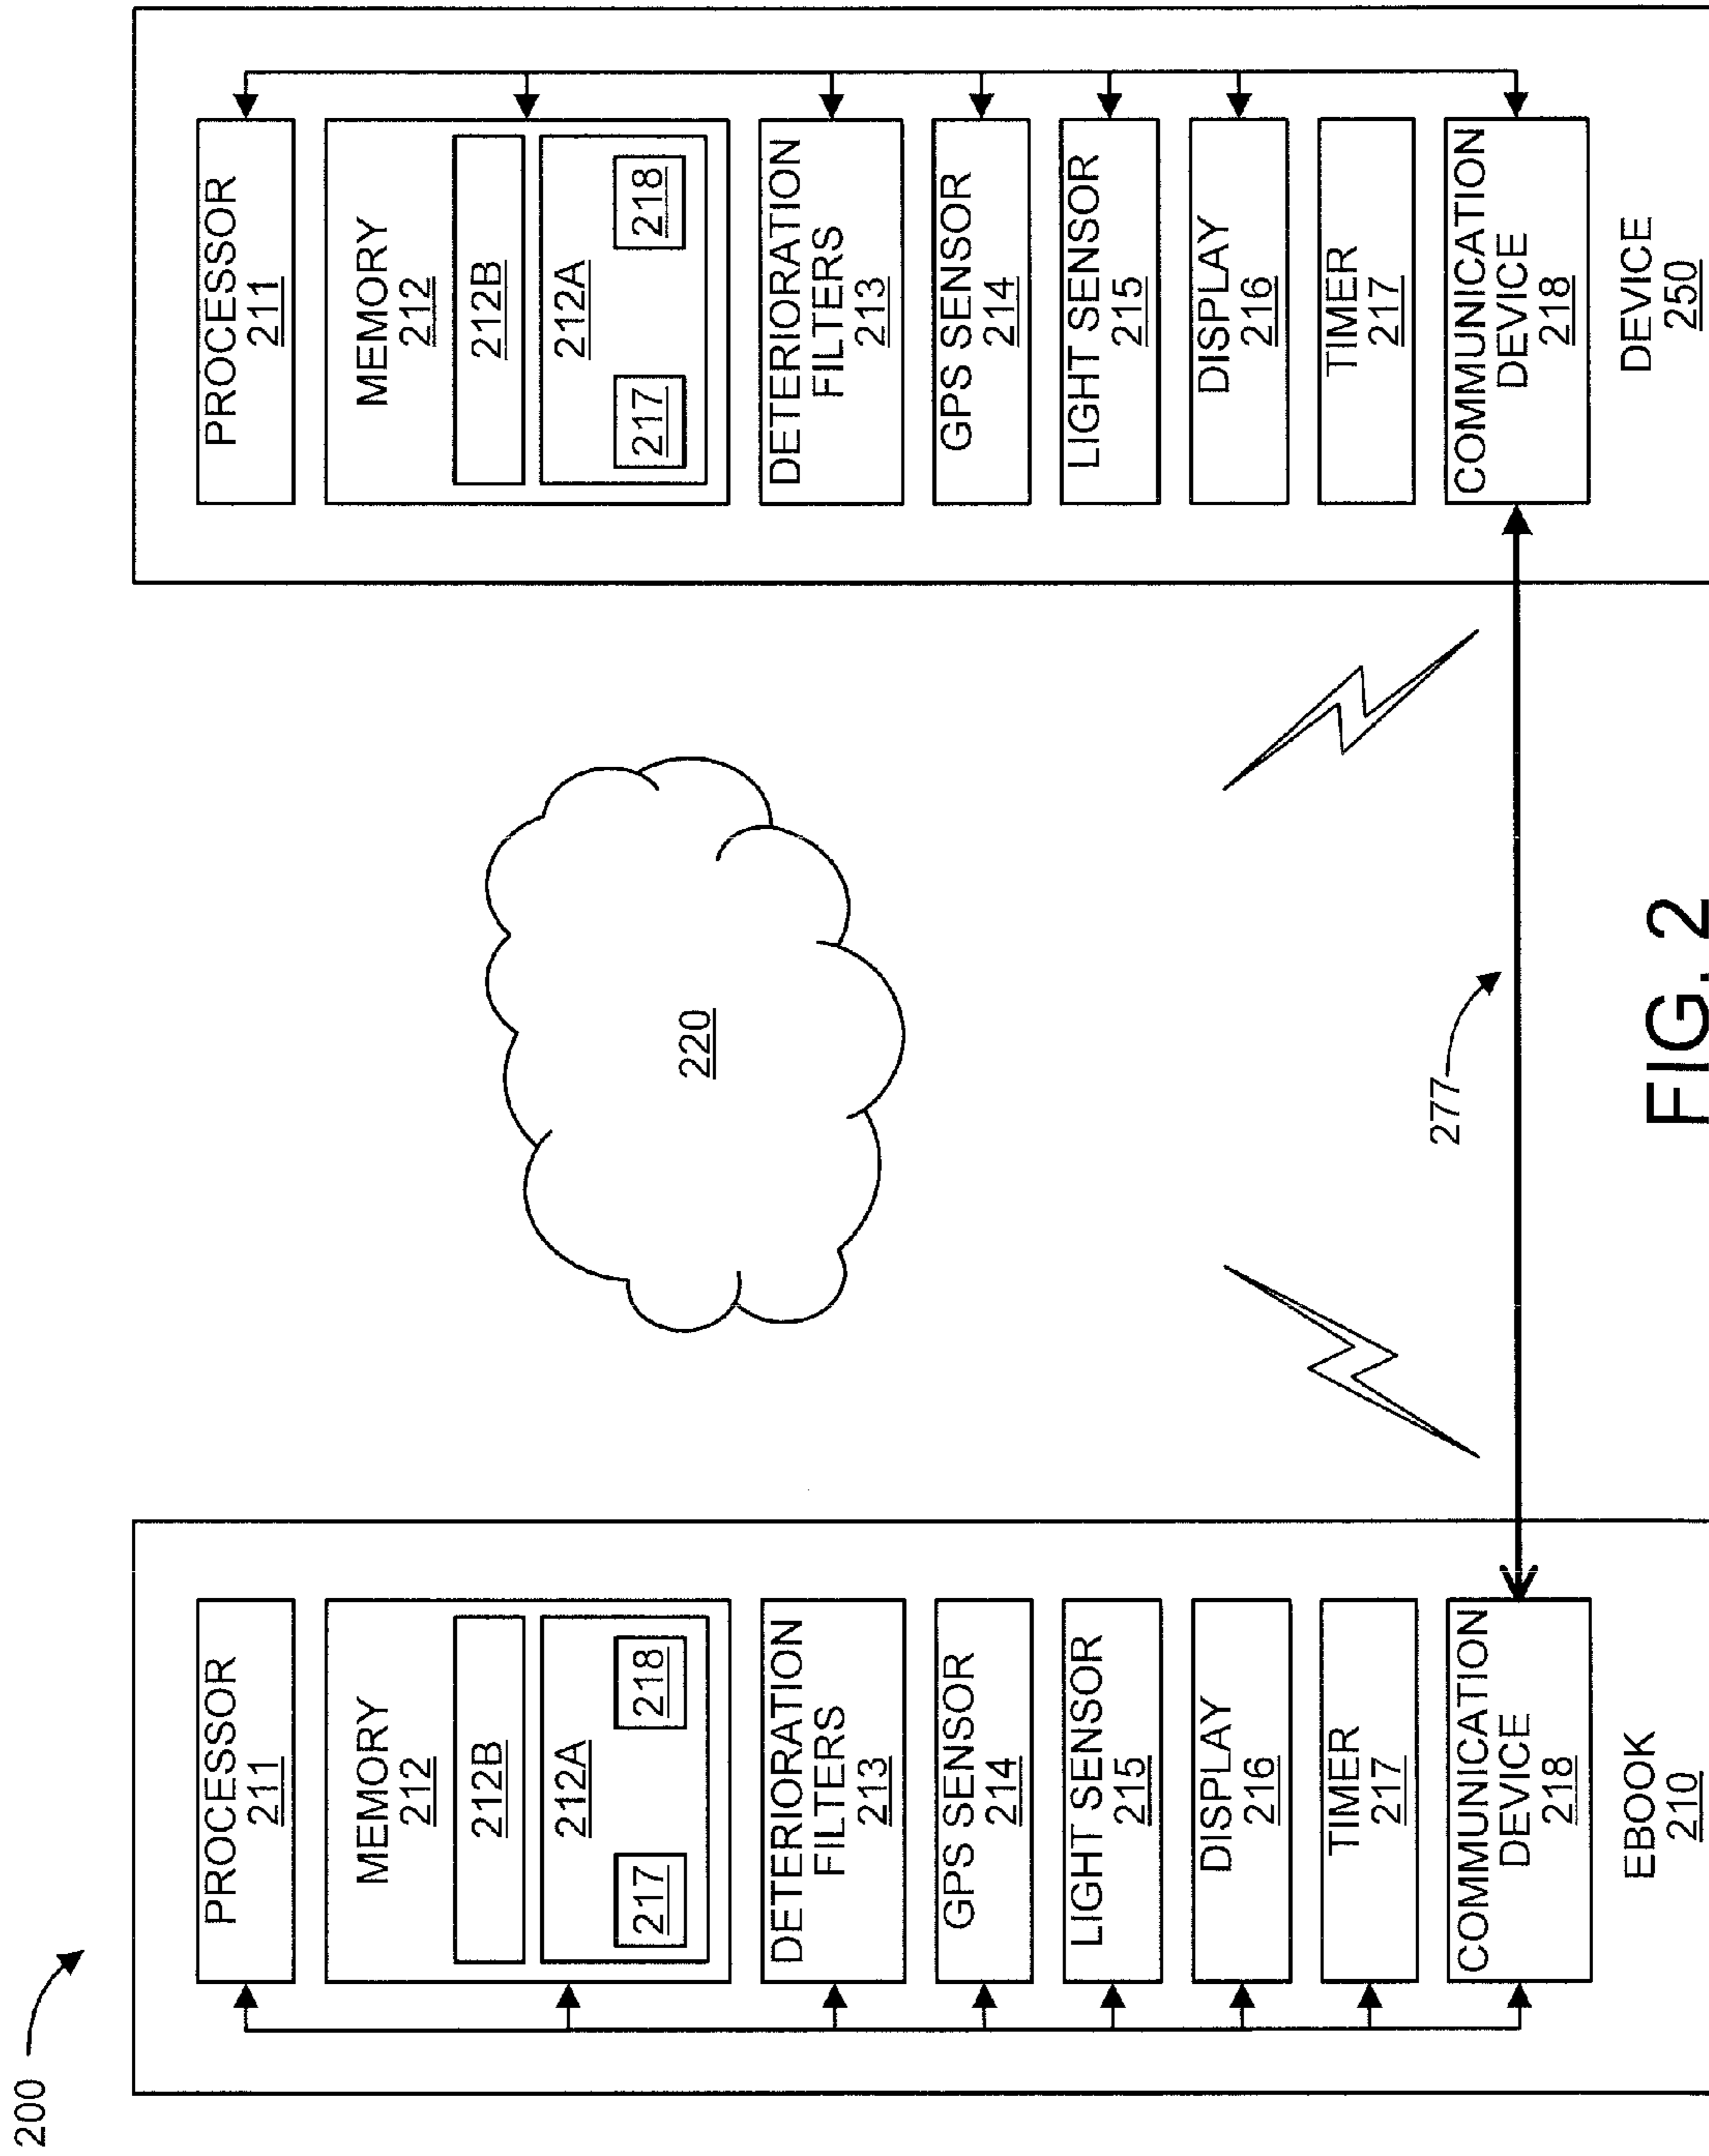 200
PROCESSOR
211
MEMORY
212
212B
212A
217
218
DETERIORATION
FILTERS
213
GPS SENSOR
214
LIGHT SENSOR
215
DISPLAY
216
TIMER
217
COMMUNICATION
DEVICE
218
EBOOK
210
220
277
PROCESSOR
211
MEMORY
212
212B
212A
217
218
DETERIORATION
FILTERS
213
GPS SENSOR
214
LIGHT SENSOR
215
DISPLAY
216
TIMER
217
COMMUNICATION
DEVICE
218
DEVICE
250
FIG. 2